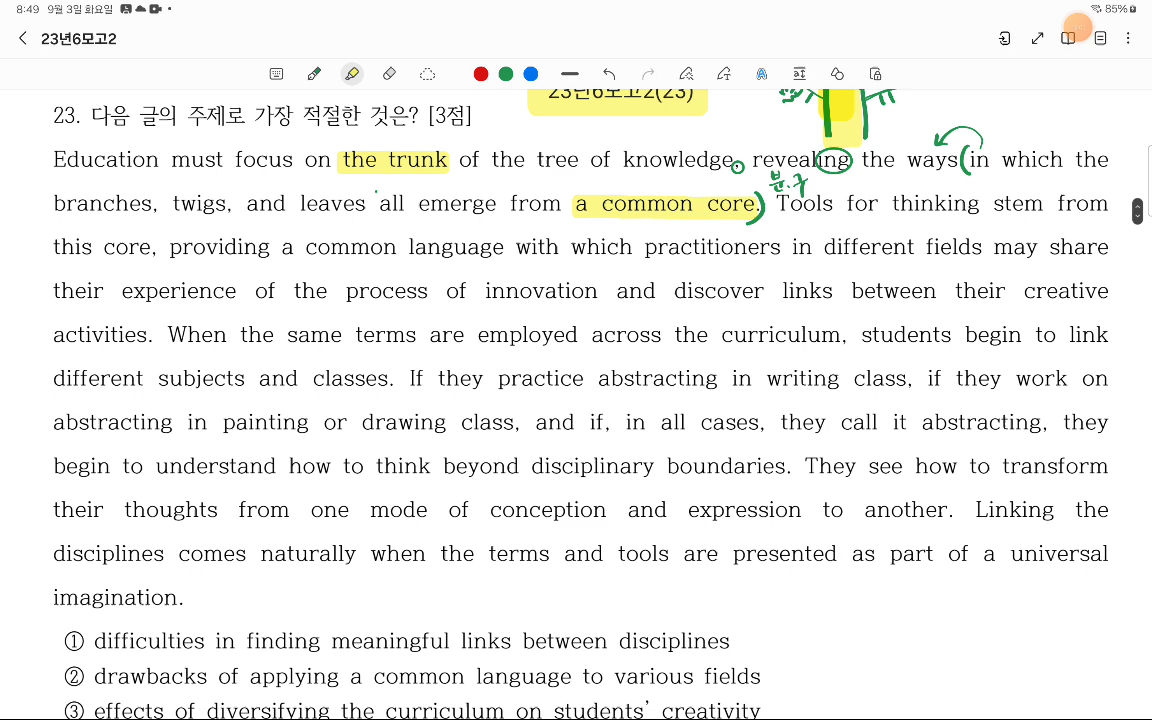 8:49 9월 3일 화요일 85%
23년6모고2
23년6모고2(23)
23. 다음 글의 주제로 가장 적절한 것은? [3점]
Education must focus on the trunk of the tree of knowledge, revealing the ways in which the
분.구
branches, twigs, and leaves all emerge from a common core. Tools for thinking stem from
this core, providing a common language with which practitioners in different fields may share
their experience of the process of innovation and discover links between their creative
activities. When the same terms are employed across the curriculum, students begin to link
different subjects and classes. If they practice abstracting in writing class, if they work on
abstracting in painting or drawing class, and if, in all cases, they call it abstracting, they
begin to understand how to think beyond disciplinary boundaries. They see how to transform
their thoughts from one mode of conception and expression to another. Linking the
disciplines comes naturally when the terms and tools are presented as part of a universal
imagination.
① difficulties in finding meaningful links between disciplines
② drawbacks of applying a common language to various fields
③ effects of diversifying the curriculum on students' creativity